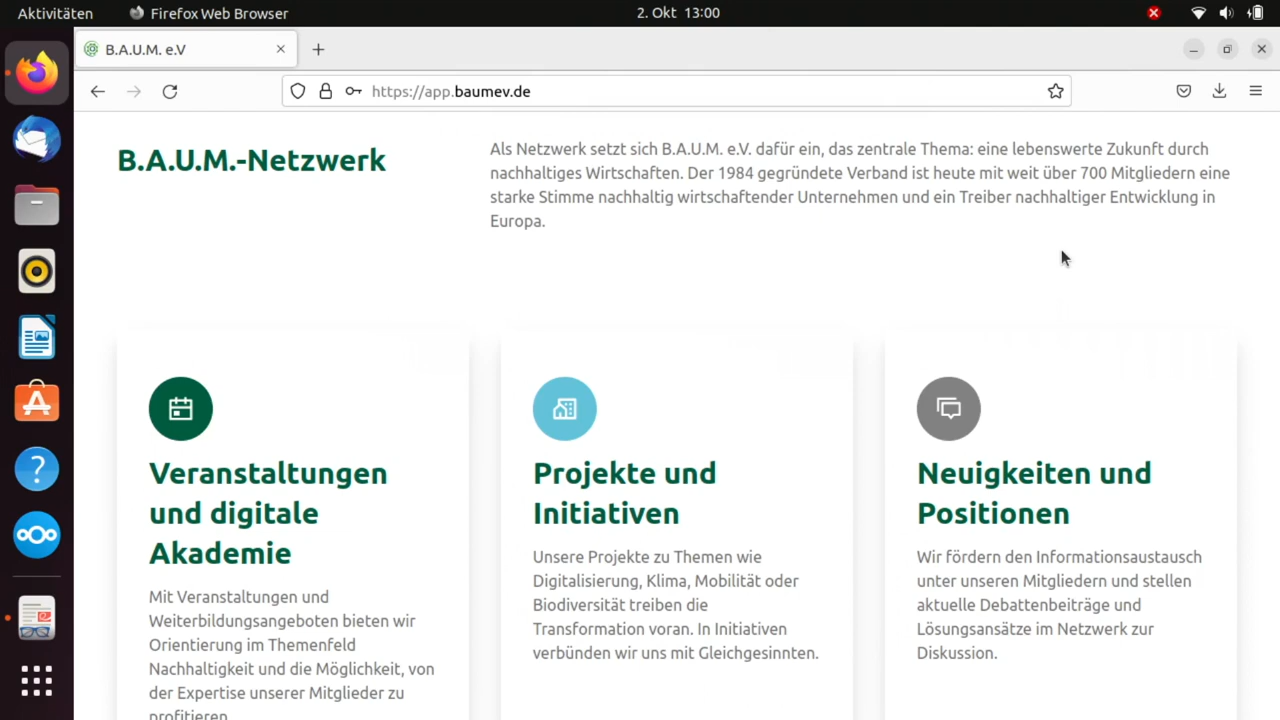 Aktivitäten
Firefox Web Browser
2. Okt 13:00
B.A.U.M. e.V
https://app.baumev.de
B.A.U.M.-Netzwerk
Als Netzwerk setzt sich B.A.U.M. e.V. dafür ein, das zentrale Thema: eine lebenswerte Zukunft durch
nachhaltiges Wirtschaften. Der 1984 gegründete Verband ist heute mit weit über 700 Mitgliedern eine
starke Stimme nachhaltig wirtschaftender Unternehmen und ein Treiber nachhaltiger Entwicklung in
Europa.
Veranstaltungen
und digitale
Akademie
Mit Veranstaltungen und
Weiterbildungsangeboten bieten wir
Orientierung im Themenfeld
Nachhaltigkeit und die Möglichkeit, von
der Expertise unserer Mitglieder zu
profitieren.
Projekte und
Initiativen
Unsere Projekte zu Themen wie
Digitalisierung, Klima, Mobilität oder
Biodiversität treiben die
Transformation voran. In Initiativen
verbünden wir uns mit Gleichgesinnten.
Neuigkeiten und
Positionen
Wir fördern den Informationsaustausch
unter unseren Mitgliedern und stellen
aktuelle Debattenbeiträge und
Lösungsansätze im Netzwerk zur
Diskussion.